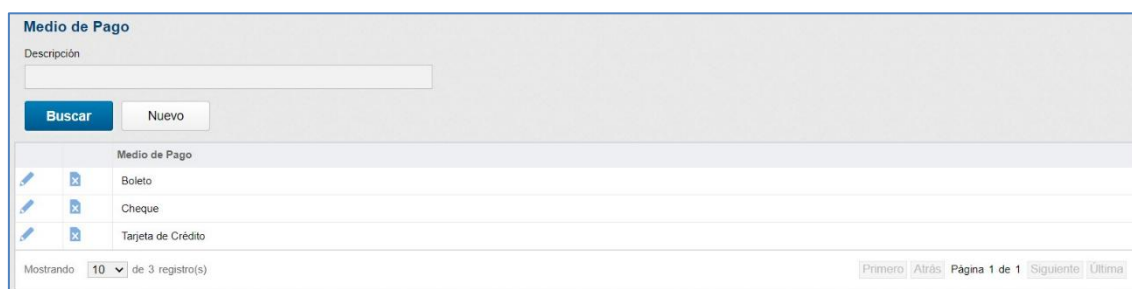 Medio de Pago
Descripción
Buscar Nuevo
Medio de Pago
Boleto
Cheque
Tarjeta de Crédito
Mostrando 10 de 3 registro(s) Primero Atrás Página 1 de 1 Siguiente Última